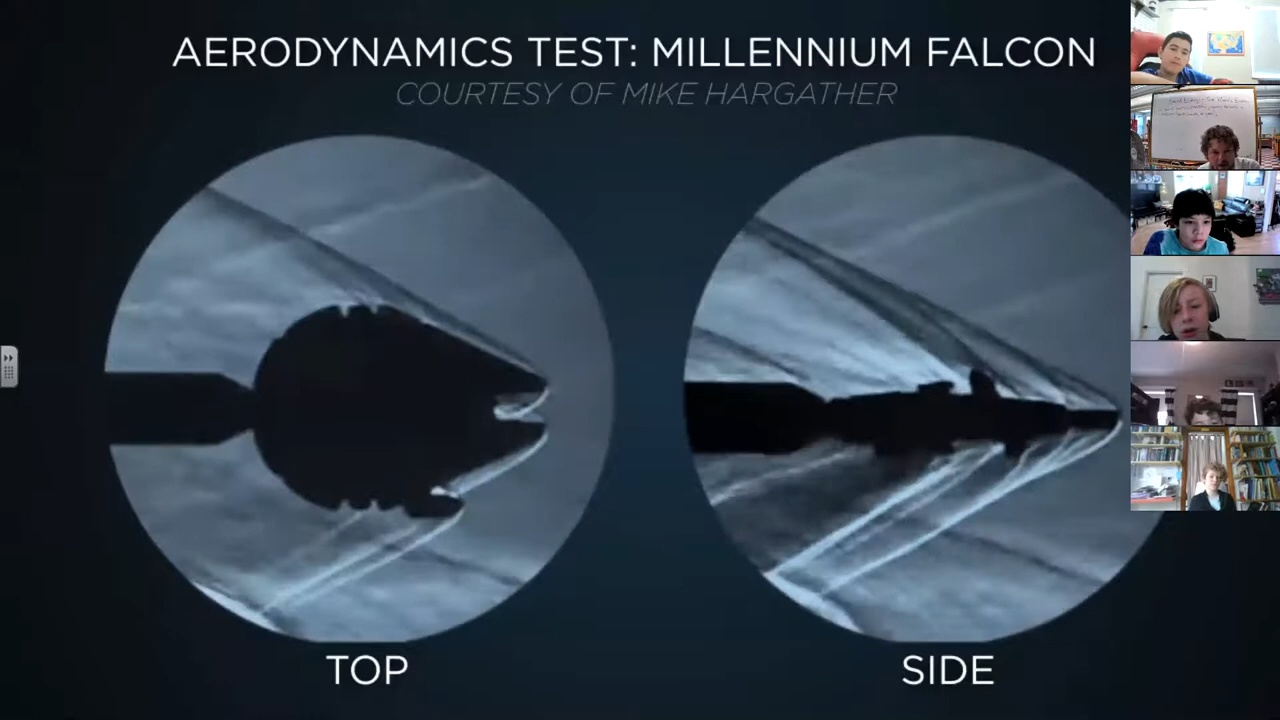 AERODYNAMICS TEST: MILLENNIUM FALCON
COURTESY OF MIKE HARGATHER
TOP
SIDE